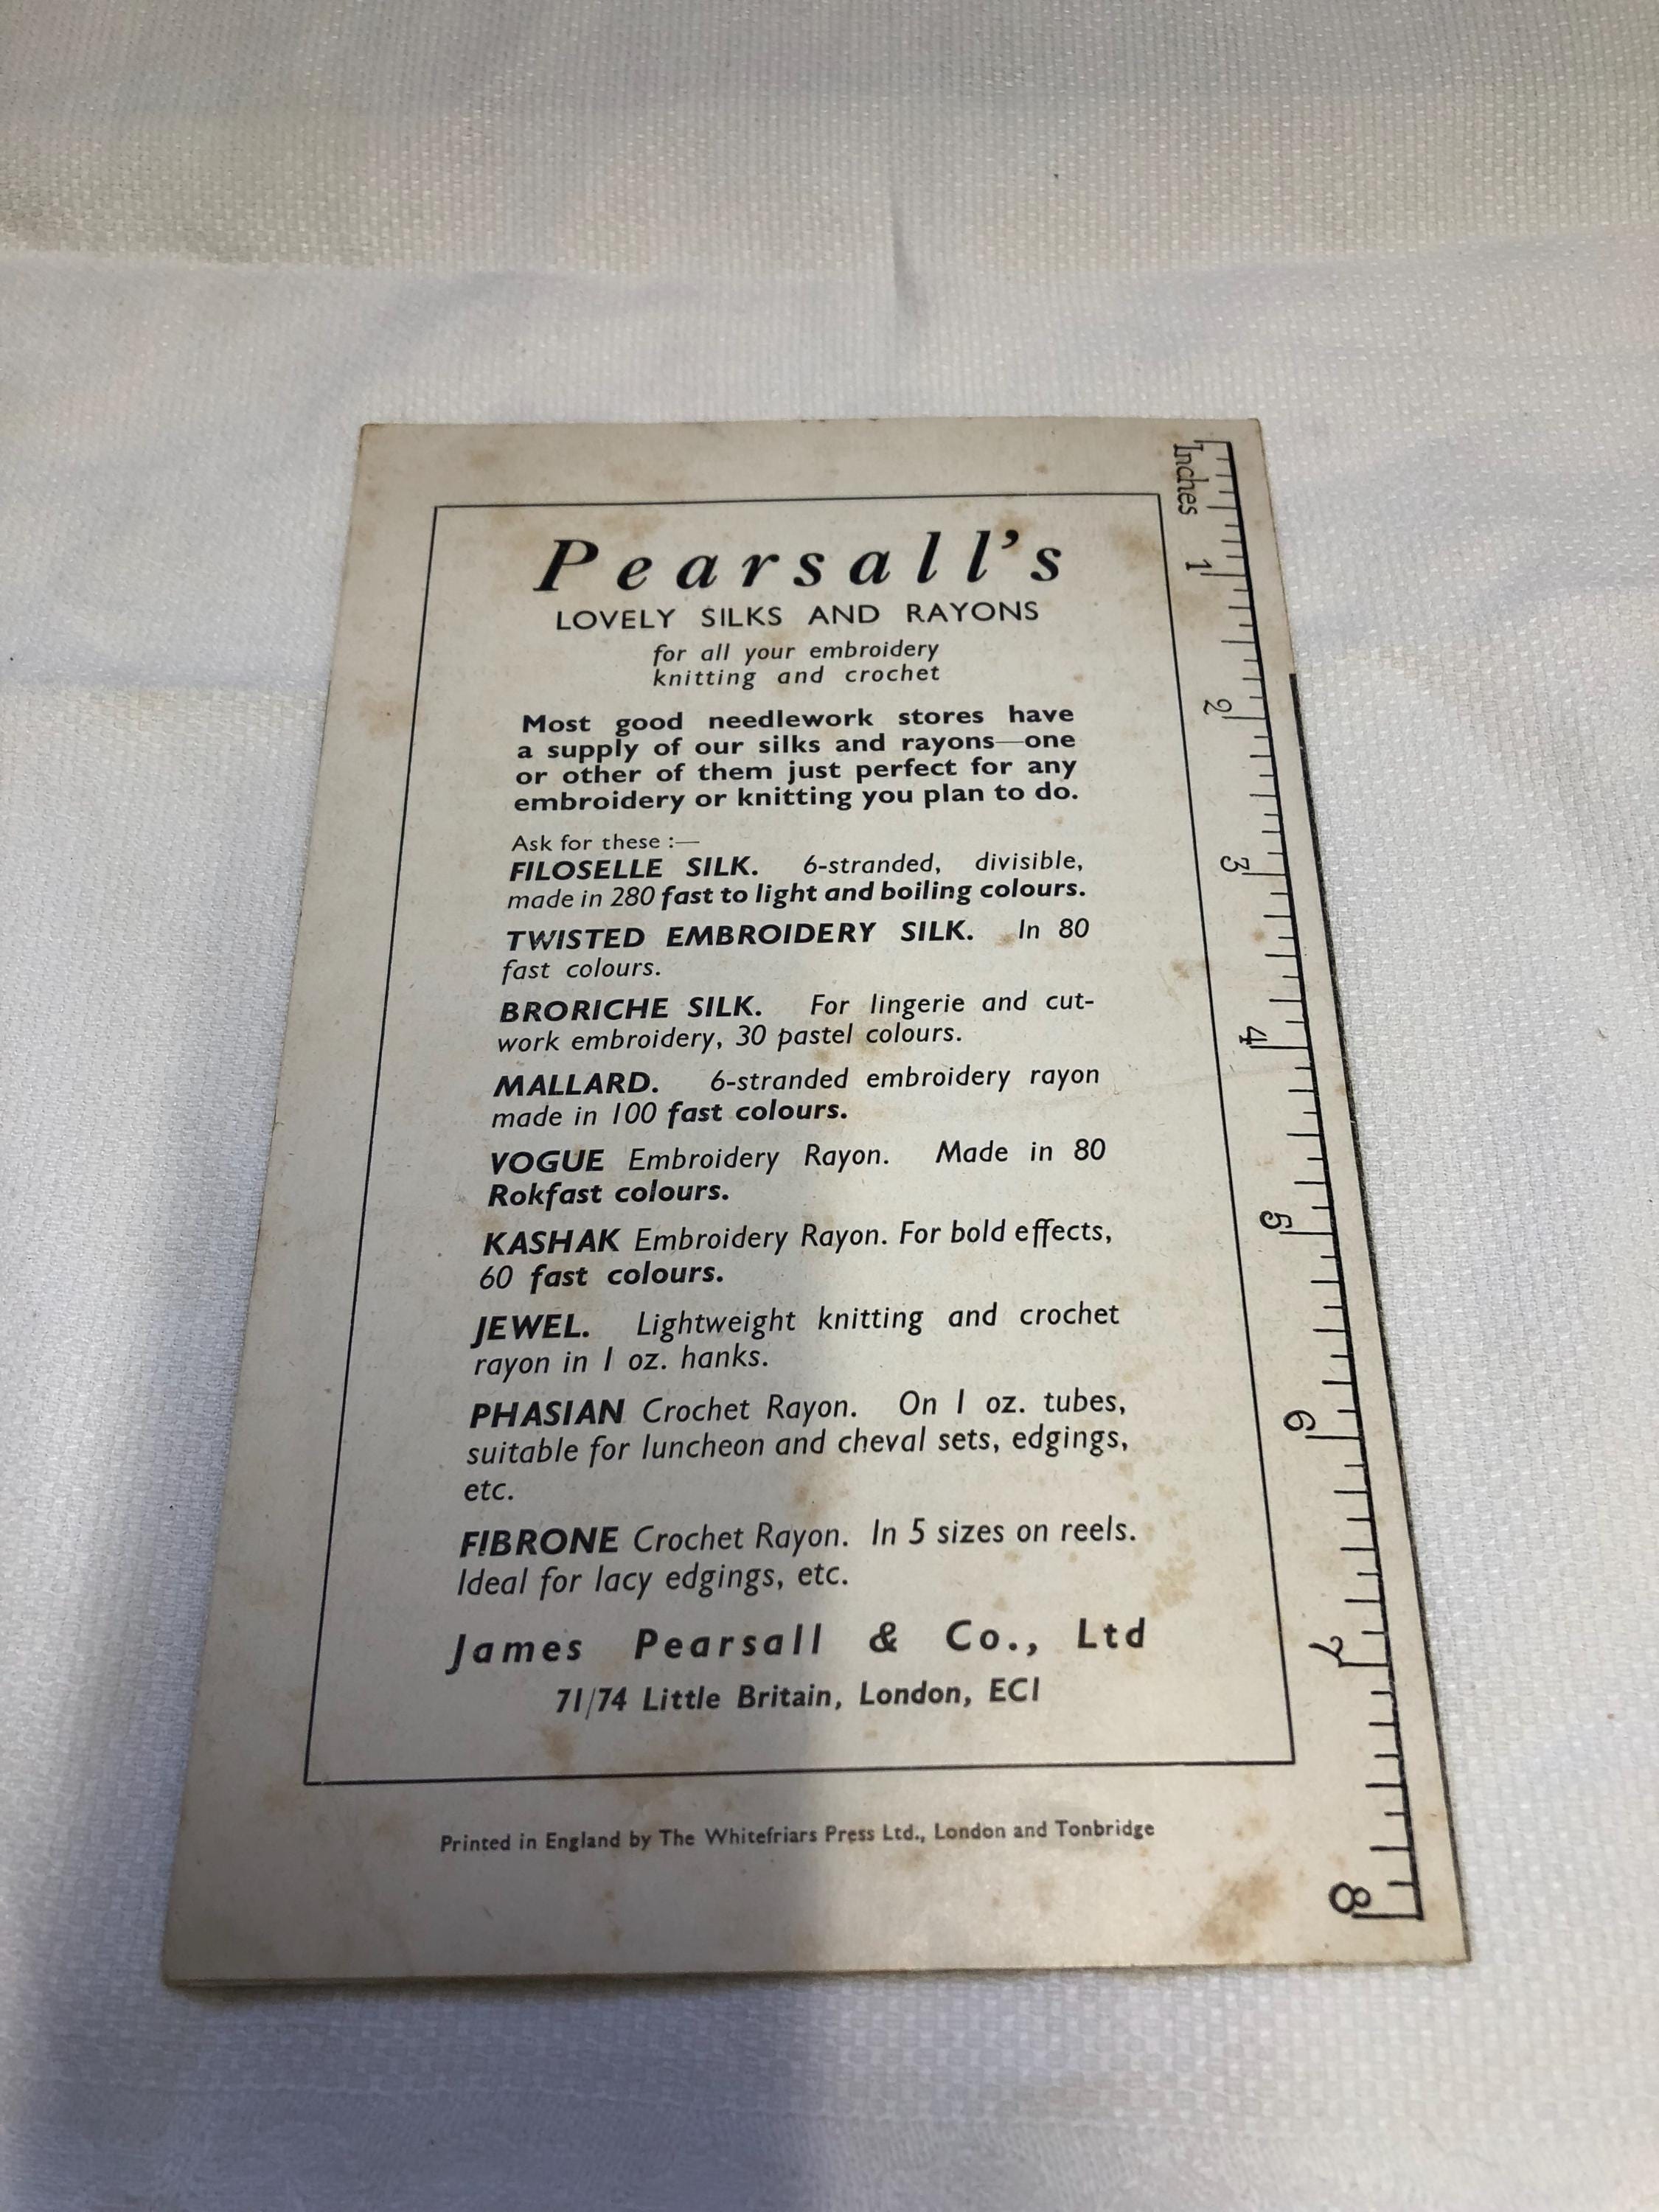 Pearsall's
LOVELY SILKS AND RAYONS
for all your embroidery
knitting and crochet
Most good needlework stores have
a supply of our silks and rayons—one
or other of them just perfect for any
embroidery or knitting you plan to do.
Ask for these :—
FILOSELLE SILK. 6-stranded, divisible,
made in 280 fast to light and boiling colours.
TWISTED EMBROIDERY SILK. In 80
fast colours.
BRORICHE SILK. For lingerie and cut-
work embroidery, 30 pastel colours.
MALLARD. 6-stranded embroidery rayon
made in 100 fast colours.
VOGUE Embroidery Rayon. Made in 80
Rokfast colours.
KASHAK Embroidery Rayon. For bold effects,
60 fast colours.
JEWEL. Lightweight knitting and crochet
rayon in 1 oz. hanks.
PHASIAN Crochet Rayon. On 1 oz. tubes,
suitable for luncheon and cheval sets, edgings,
etc.
FIBRONE Crochet Rayon. In 5 sizes on reels.
Ideal for lacy edgings, etc.
James Pearsall & Co., Ltd
71/74 Little Britain, London, EC1
Printed in England by The Whitefriars Press Ltd., London and Tonbridge
Inches 1 2 3 4 5 6 7 8